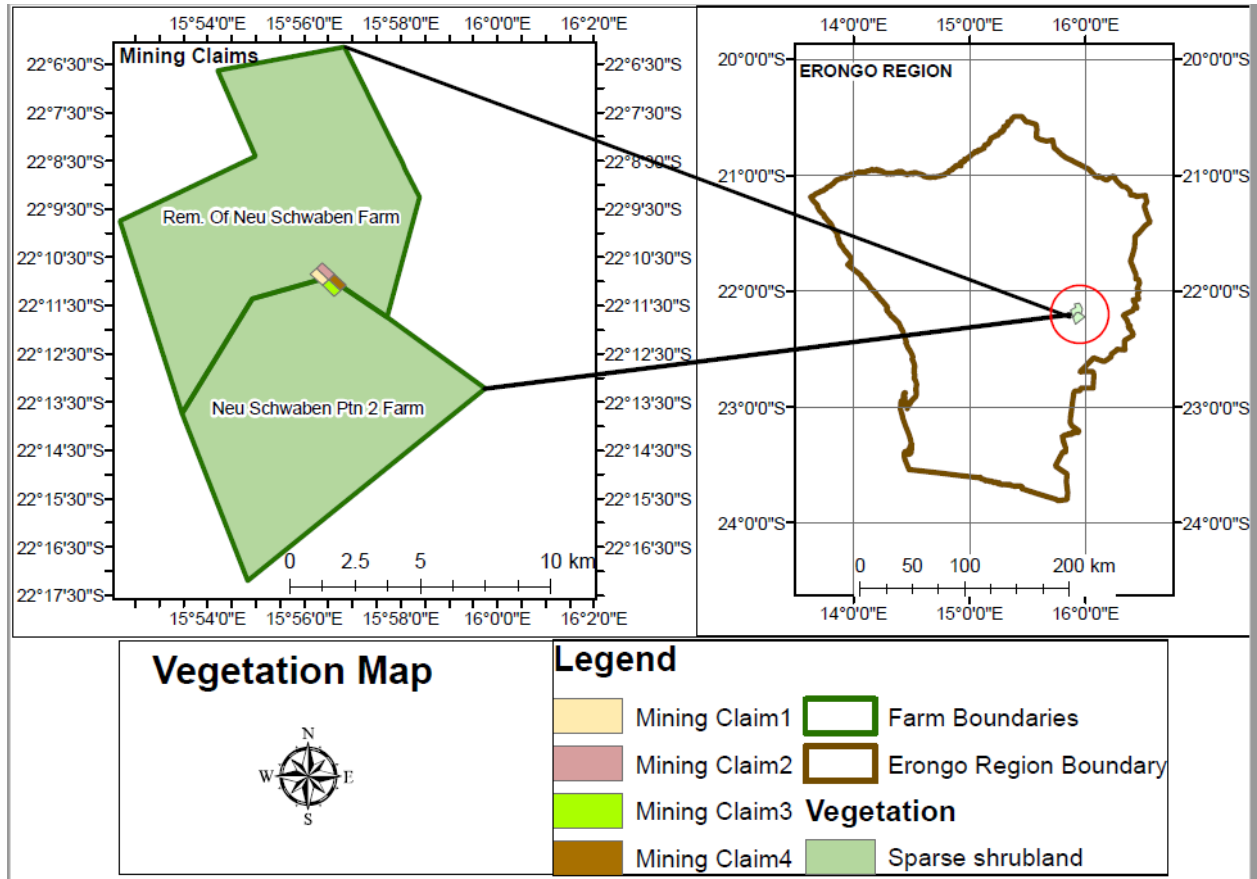 15°54'0"E 15°56'0"E 15°58'0"E 16°0'0"E 16°2'0"E
Mining Claims
22°6'30"S 22°6'30"S
22°7'30"S 22°7'30"S
22°8'30"S 22°8'30"S
22°9'30"S 22°9'30"S
Rem. Of Neu Schwaben Farm
22°10'30"S 22°10'30"S
22°11'30"S 22°11'30"S
22°12'30"S 22°12'30"S
22°13'30"S 22°13'30"S
Neu Schwaben Ptn 2 Farm
22°14'30"S 22°14'30"S
22°15'30"S 22°15'30"S
22°16'30"S 22°16'30"S
0 2.5 5 10 km
22°17'30"S 22°17'30"S
15°54'0"E 15°56'0"E 15°58'0"E 16°0'0"E 16°2'0"E
14°0'0"E 15°0'0"E 16°0'0"E
20°0'0"S 20°0'0"S
ERONGO REGION
21°0'0"S 21°0'0"S
22°0'0"S 22°0'0"S
23°0'0"S 23°0'0"S
24°0'0"S 24°0'0"S
0 50 100 200 km
14°0'0"E 15°0'0"E 16°0'0"E
Vegetation Map
N
W E
S
Legend
Mining Claim1
Mining Claim2
Mining Claim3
Mining Claim4
Farm Boundaries
Erongo Region Boundary
Vegetation
Sparse shrubland